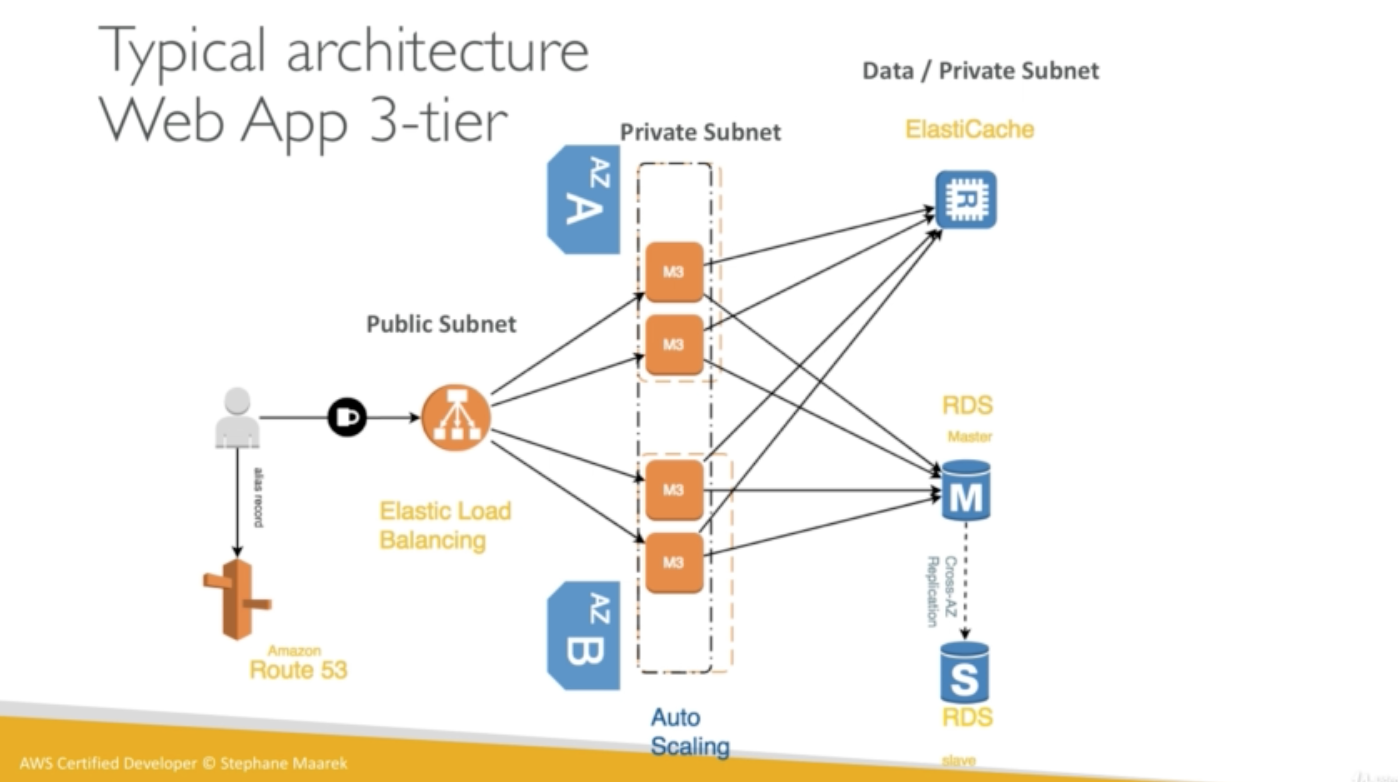 Typical architecture
Web App 3-tier
Data / Private Subnet
Private Subnet
ElastiCache
AZ
A
R
M3
M3
Public Subnet
RDS
Master
M3
M
Elastic Load
Balancing
alias record
M3
Cross-AZ
Replication
AZ
B
S
Amazon
Route 53
RDS
slave
Auto
Scaling
AWS Certified Developer © Stephane Maarek